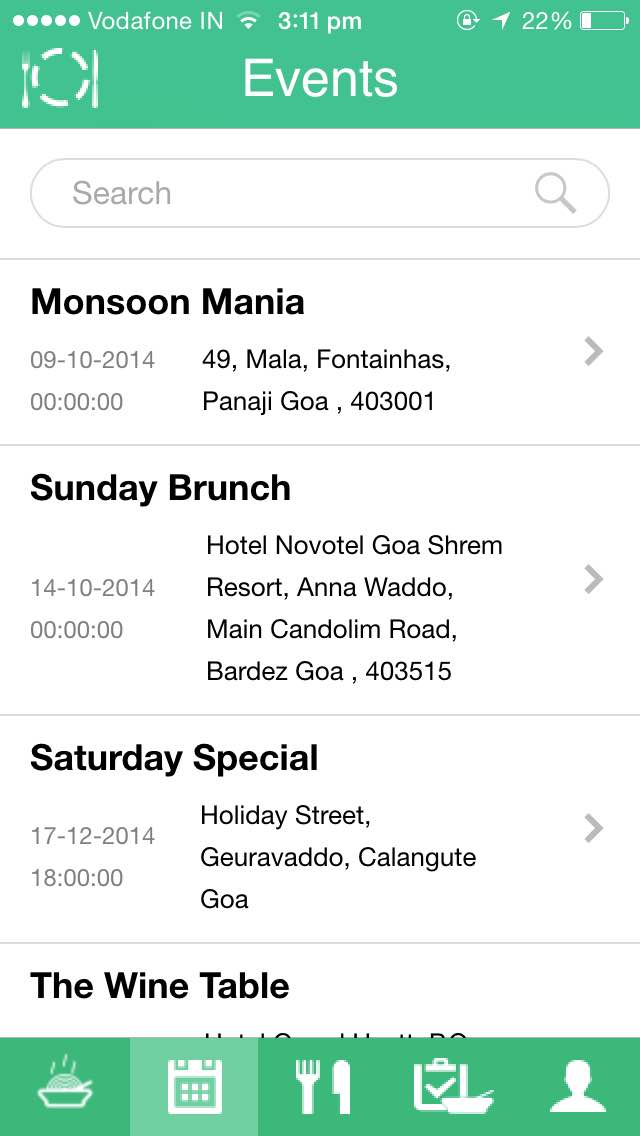 Vodafone IN 3:11 pm 22%
Events
Search
Monsoon Mania
09-10-2014
00:00:00
49, Mala, Fontainhas,
Panaji Goa , 403001
Sunday Brunch
14-10-2014
00:00:00
Hotel Novotel Goa Shrem
Resort, Anna Waddo,
Main Candolim Road,
Bardez Goa , 403515
Saturday Special
17-12-2014
18:00:00
Holiday Street,
Geuravaddo, Calangute
Goa
The Wine Table